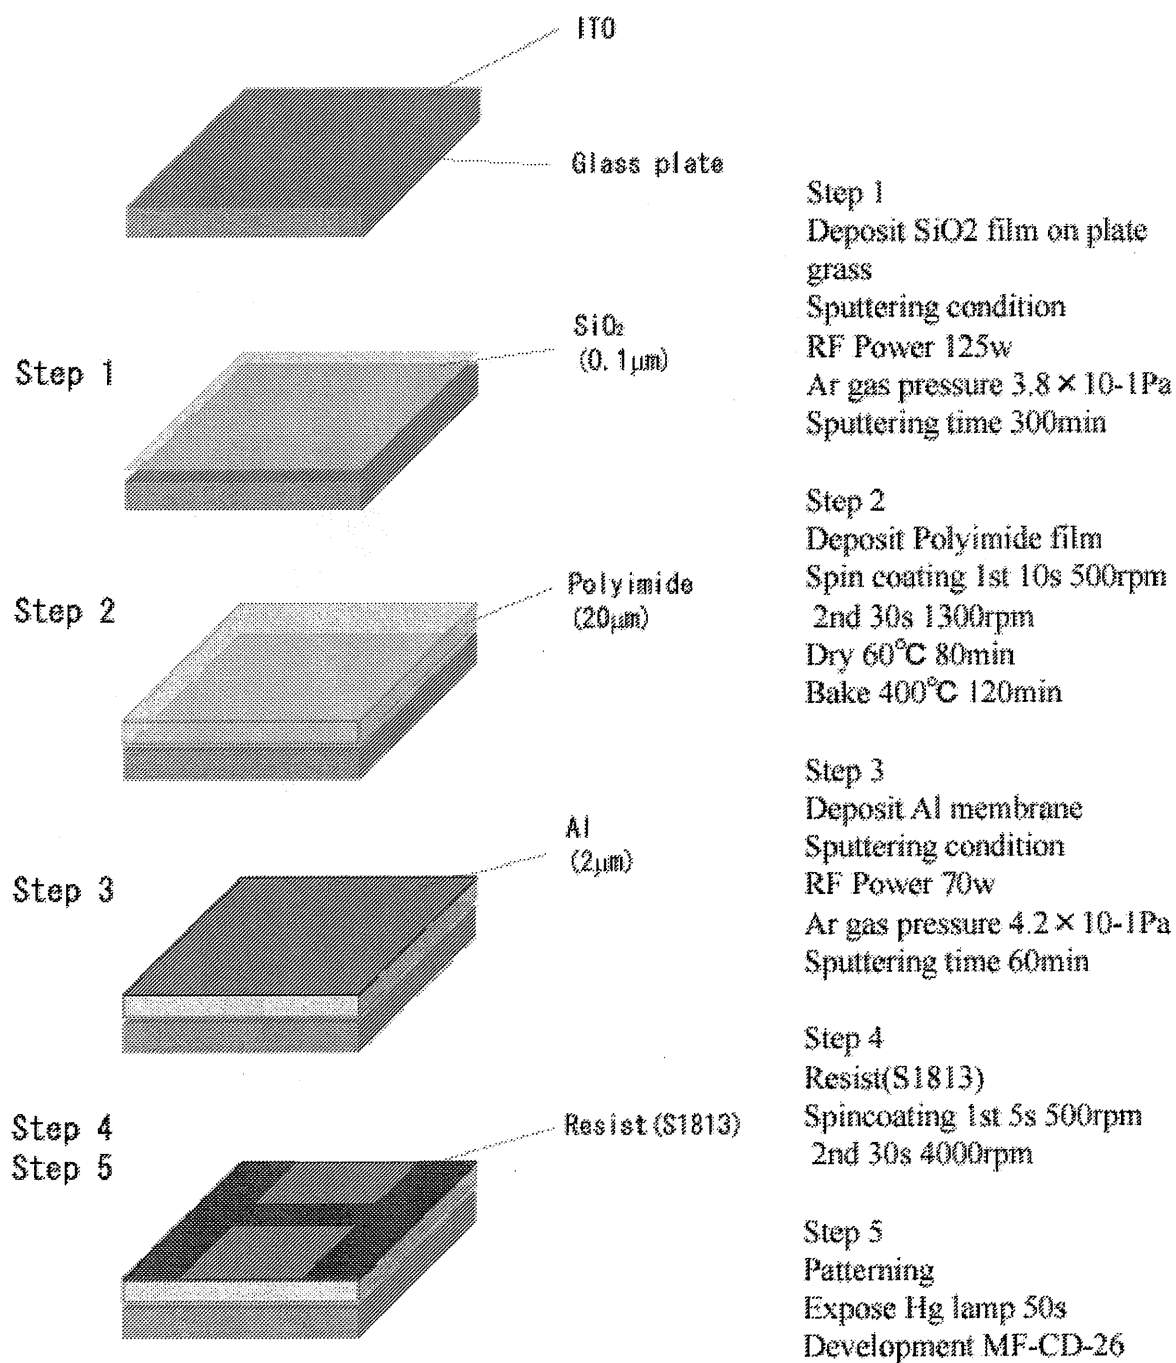 ITO
Glass plate
Step 1
SiO₂
(0.1μm)
Step 2
Polyimide
(20μm)
Step 3
Al
(2μm)
Step 4
Step 5
Resist(S1813)
Step 1
Deposit SiO2 film on plate
grass
Sputtering condition
RF Power 125w
Ar gas pressure 3.8×10-1Pa
Sputtering time 300min
Step 2
Deposit Polyimide film
Spin coating 1st 10s 500rpm
2nd 30s 1300rpm
Dry 60℃ 80min
Bake 400℃ 120min
Step 3
Deposit Al membrane
Sputtering condition
RF Power 70w
Ar gas pressure 4.2×10-1Pa
Sputtering time 60min
Step 4
Resist(S1813)
Spincoating 1st 5s 500rpm
2nd 30s 4000rpm
Step 5
Patterning
Expose Hg lamp 50s
Development MF-CD-26